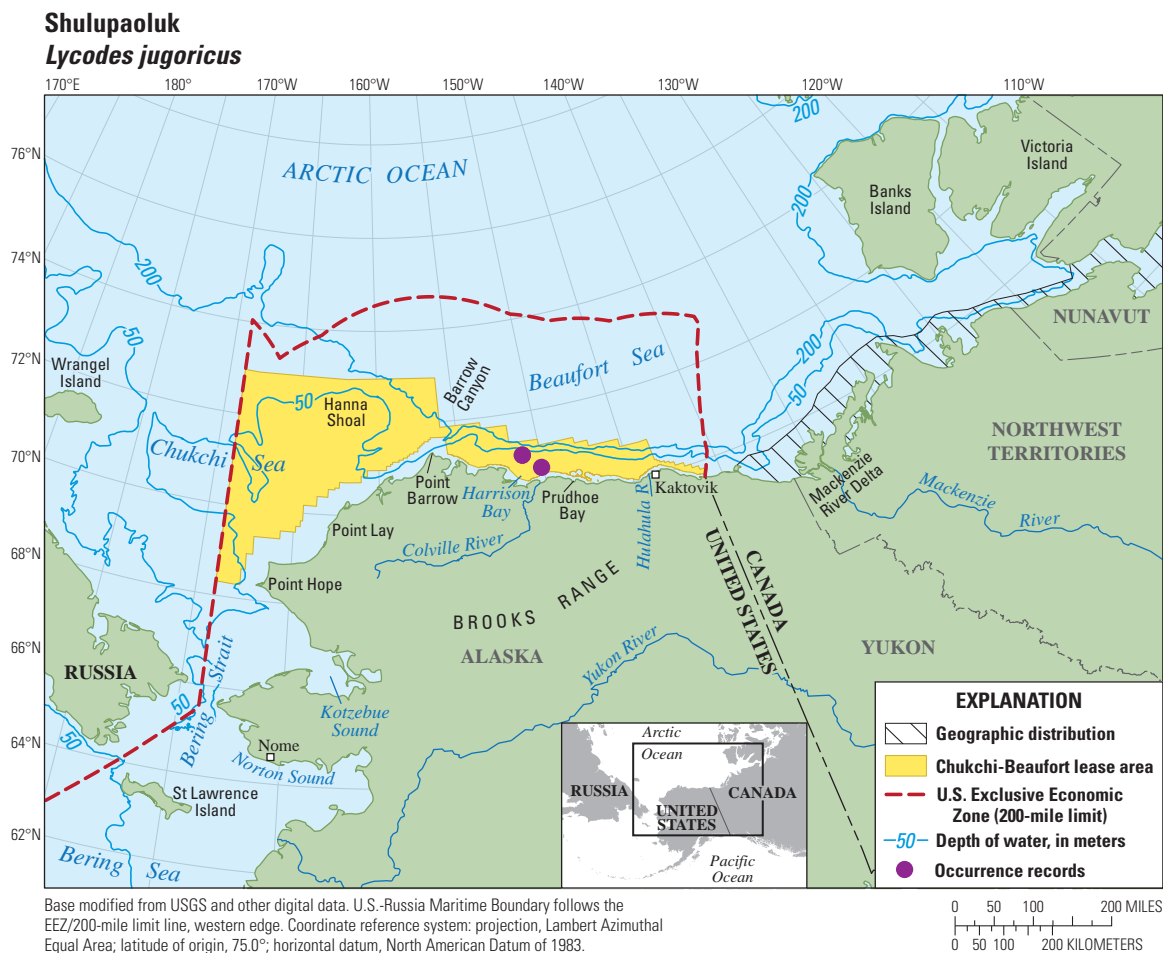 Shulupaoluk
Lycodes jugoricus
170°E
180°
170°W
160°W
150°W
140°W
130°W
120°W
110°W
76°N
74°N
72°N
70°N
68°N
66°N
64°N
62°N
200
ARCTIC OCEAN
Victoria
Island
Banks
Island
200
200
50
NUNAVUT
Wrangel
Island
Beaufort Sea
Barrow
Canyon
200
50
50
Hanna
Shoal
Chukchi Sea
NORTHWEST
TERRITORIES
Point
Barrow
Harrison
Bay
Prudhoe
Bay
Hulahula R.
Kaktovik
Mackenzie
River Delta
Mackenzie
River
Point Lay
Colville River
Point Hope
BROOKS RANGE
CANADA
UNITED STATES
ALASKA
YUKON
RUSSIA
Bering Strait
Yukon River
50
50
Kotzebue
Sound
Nome
Norton Sound
St Lawrence
Island
Bering Sea
Arctic
Ocean
RUSSIA
CANADA
UNITED
STATES
Pacific
Ocean
EXPLANATION
Geographic distribution
Chukchi-Beaufort lease area
U.S. Exclusive Economic
Zone (200-mile limit)
50 Depth of water, in meters
Occurrence records
Base modified from USGS and other digital data. U.S.-Russia Maritime Boundary follows the
EEZ/200-mile limit line, western edge. Coordinate reference system: projection, Lambert Azimuthal
Equal Area; latitude of origin, 75.0°; horizontal datum, North American Datum of 1983.
0 50 100 200 MILES
0 50 100 200 KILOMETERS